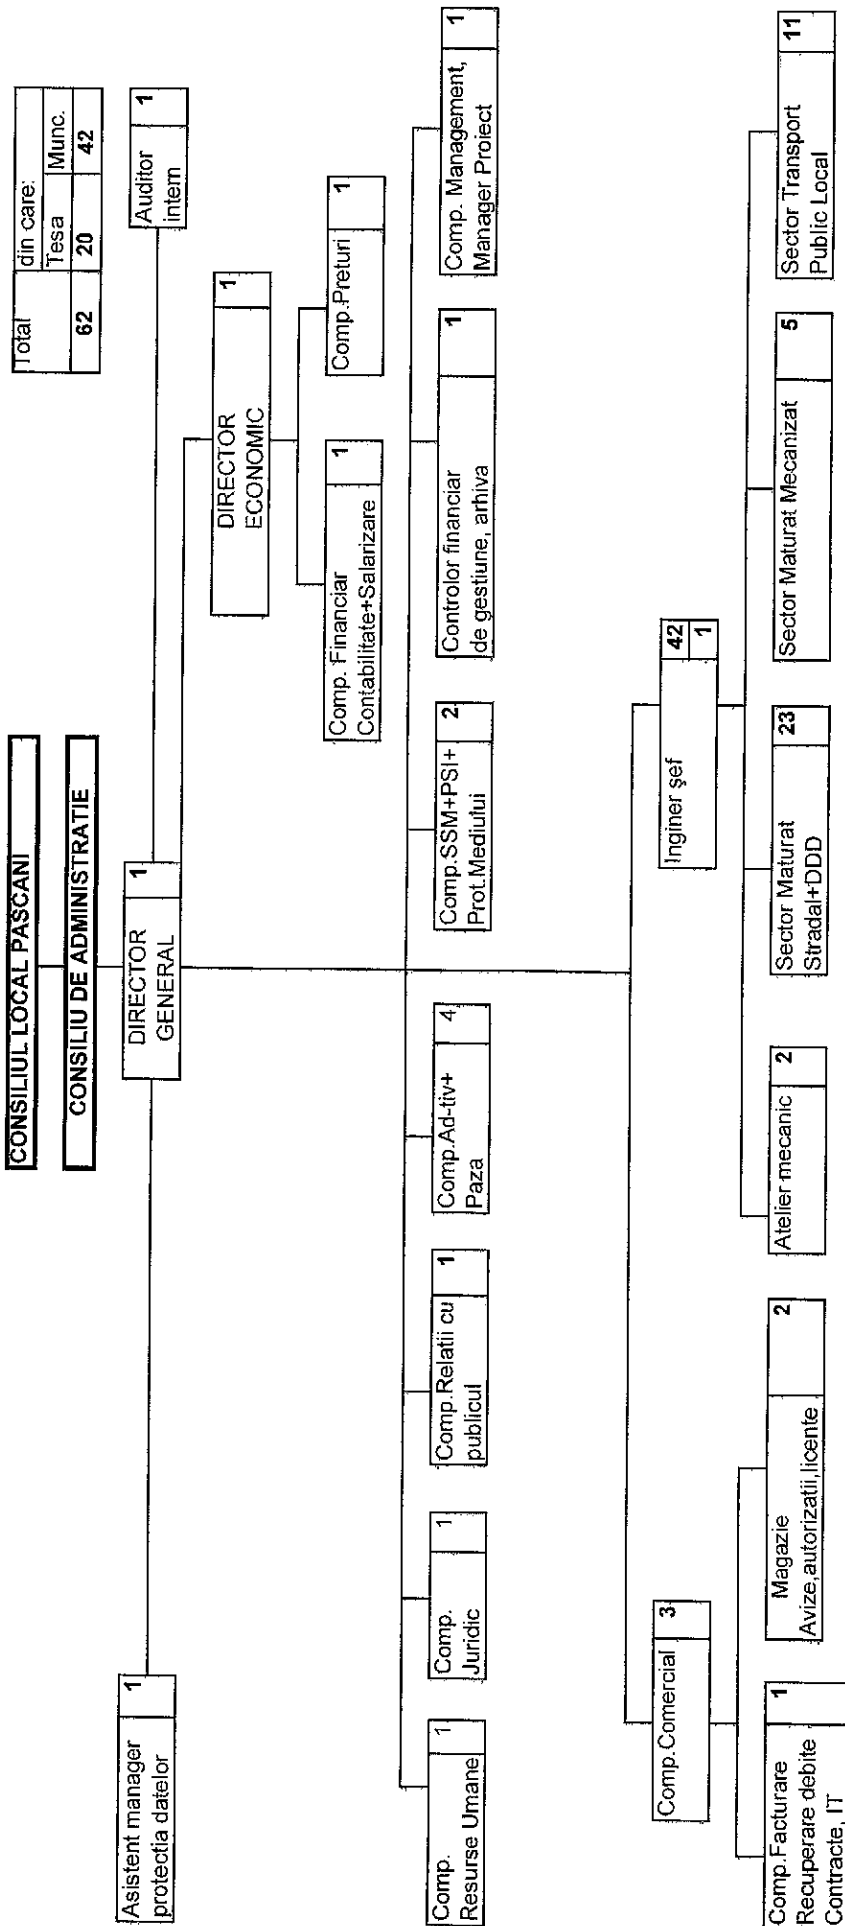 CONSILIUL LOCAL PASCANI
CONSILIU DE ADMINISTRATIE
Total
din care:
Tesa
Munc.
62
20
42
Asistent manager
protectia datelor
1
DIRECTOR
GENERAL
1
Auditor
intern
1
DIRECTOR
ECONOMIC
1
Comp. Financiar
Contabilitate+Salarizare
1
Comp.Preturi
1
Comp.
Resurse Umane
1
Comp.
Juridic
1
Comp.Relatii cu
publicul
1
Comp.Ad-tiv+
Paza
4
Comp.SSM+PSI+
Prot.Mediului
2
Controlor financiar
de gestiune, arhiva
1
Comp. Management,
Manager Proiect
1
Comp.Comercial
3
Inginer şef
42
1
Comp.Facturare
Recuperare debite
Contracte, IT
1
Magazie
Avize,autorizatii,licente
2
Atelier mecanic
2
Sector Maturat
Stradal+DDD
23
Sector Maturat Mecanizat
5
Sector Transport
Public Local
11